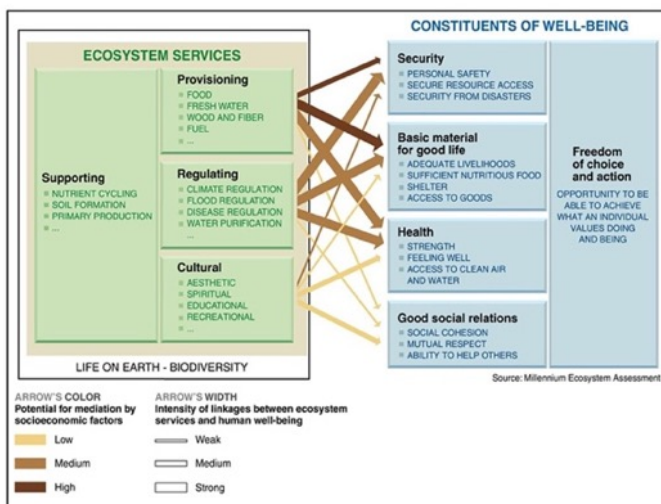 CONSTITUENTS OF WELL-BEING
ECOSYSTEM SERVICES
Supporting
NUTRIENT CYCLING
SOIL FORMATION
PRIMARY PRODUCTION
...
Provisioning
FOOD
FRESH WATER
WOOD AND FIBER
FUEL
...
Regulating
CLIMATE REGULATION
FLOOD REGULATION
DISEASE REGULATION
WATER PURIFICATION
...
Cultural
AESTHETIC
SPIRITUAL
EDUCATIONAL
RECREATIONAL
...
LIFE ON EARTH - BIODIVERSITY
Security
PERSONAL SAFETY
SECURE RESOURCE ACCESS
SECURITY FROM DISASTERS
Basic material
for good life
ADEQUATE LIVELIHOODS
SUFFICIENT NUTRITIOUS FOOD
SHELTER
ACCESS TO GOODS
Health
STRENGTH
FEELING WELL
ACCESS TO CLEAN AIR
AND WATER
Good social relations
SOCIAL COHESION
MUTUAL RESPECT
ABILITY TO HELP OTHERS
Freedom
of choice
and action
OPPORTUNITY TO BE
ABLE TO ACHIEVE
WHAT AN INDIVIDUAL
VALUES DOING
AND BEING
Source: Millennium Ecosystem Assessment
ARROW'S COLOR
Potential for mediation by
socioeconomic factors
Low
Medium
High
ARROW'S WIDTH
Intensity of linkages between ecosystem
services and human well-being
Weak
Medium
Strong